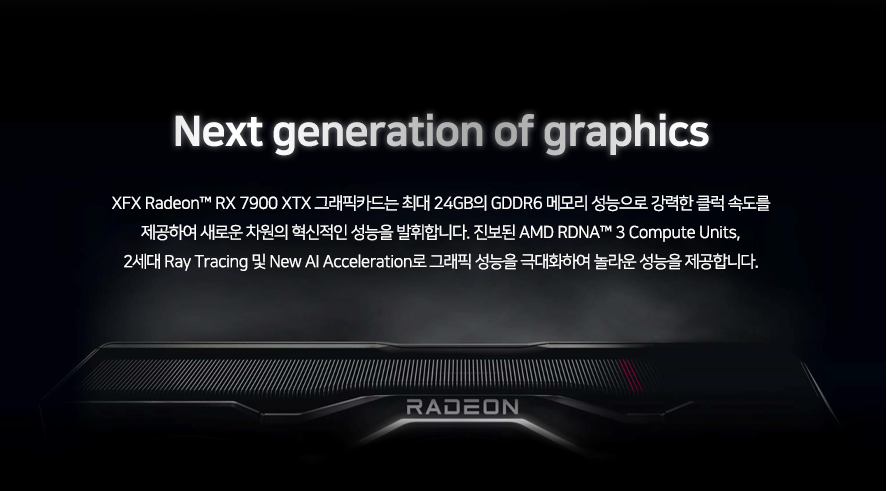 Next generation of graphics
XFX Radeon™ RX 7900 XTX 그래픽카드는 최대 24GB의 GDDR6 메모리 성능으로 강력한 클럭 속도를
제공하여 새로운 차원의 혁신적인 성능을 발휘합니다. 진보된 AMD RDNA™ 3 Compute Units,
2세대 Ray Tracing 및 New AI Acceleration로 그래픽 성능을 극대화하여 놀라운 성능을 제공합니다.
RADEON